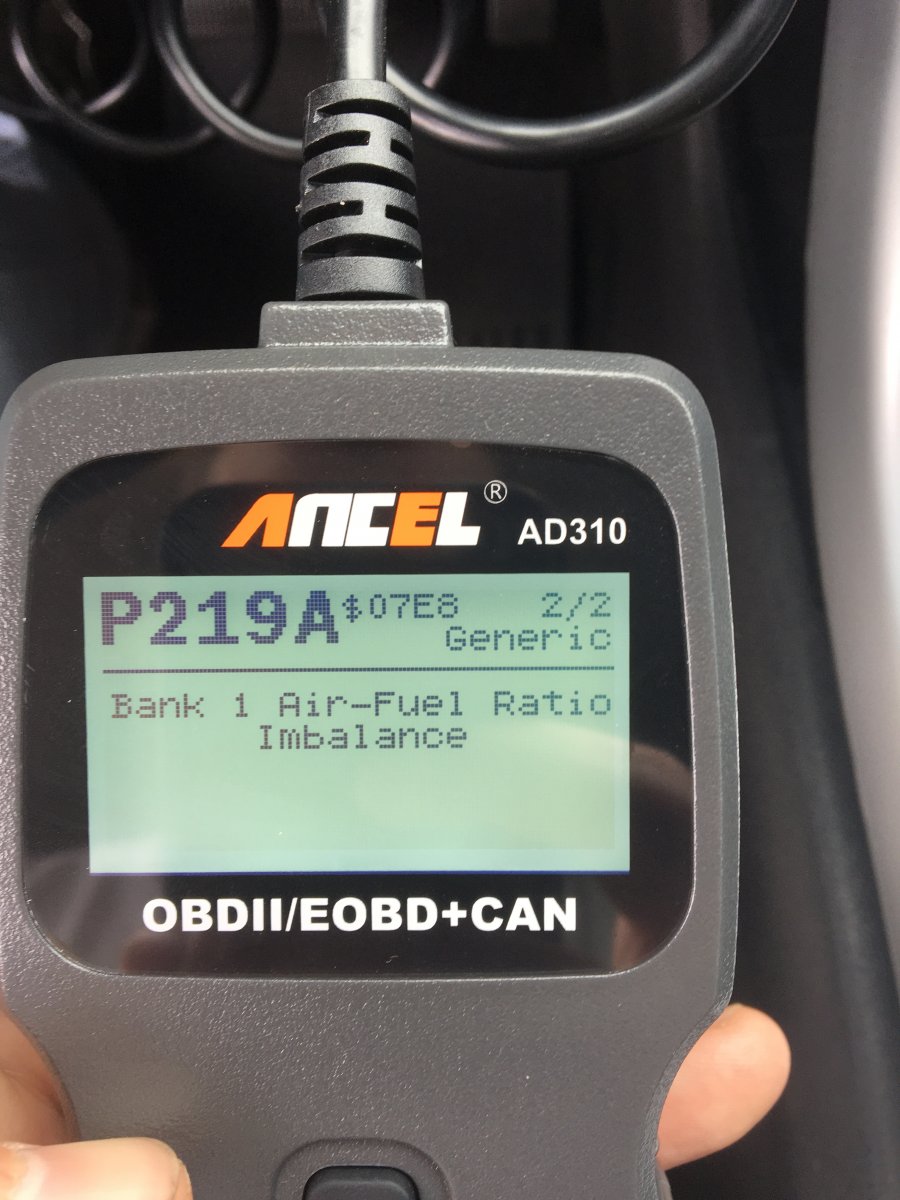 ANCEL ® AD310
P219A $07E8 2/2
Generic
Bank 1 Air-Fuel Ratio
Imbalance
OBDII/EOBD+CAN